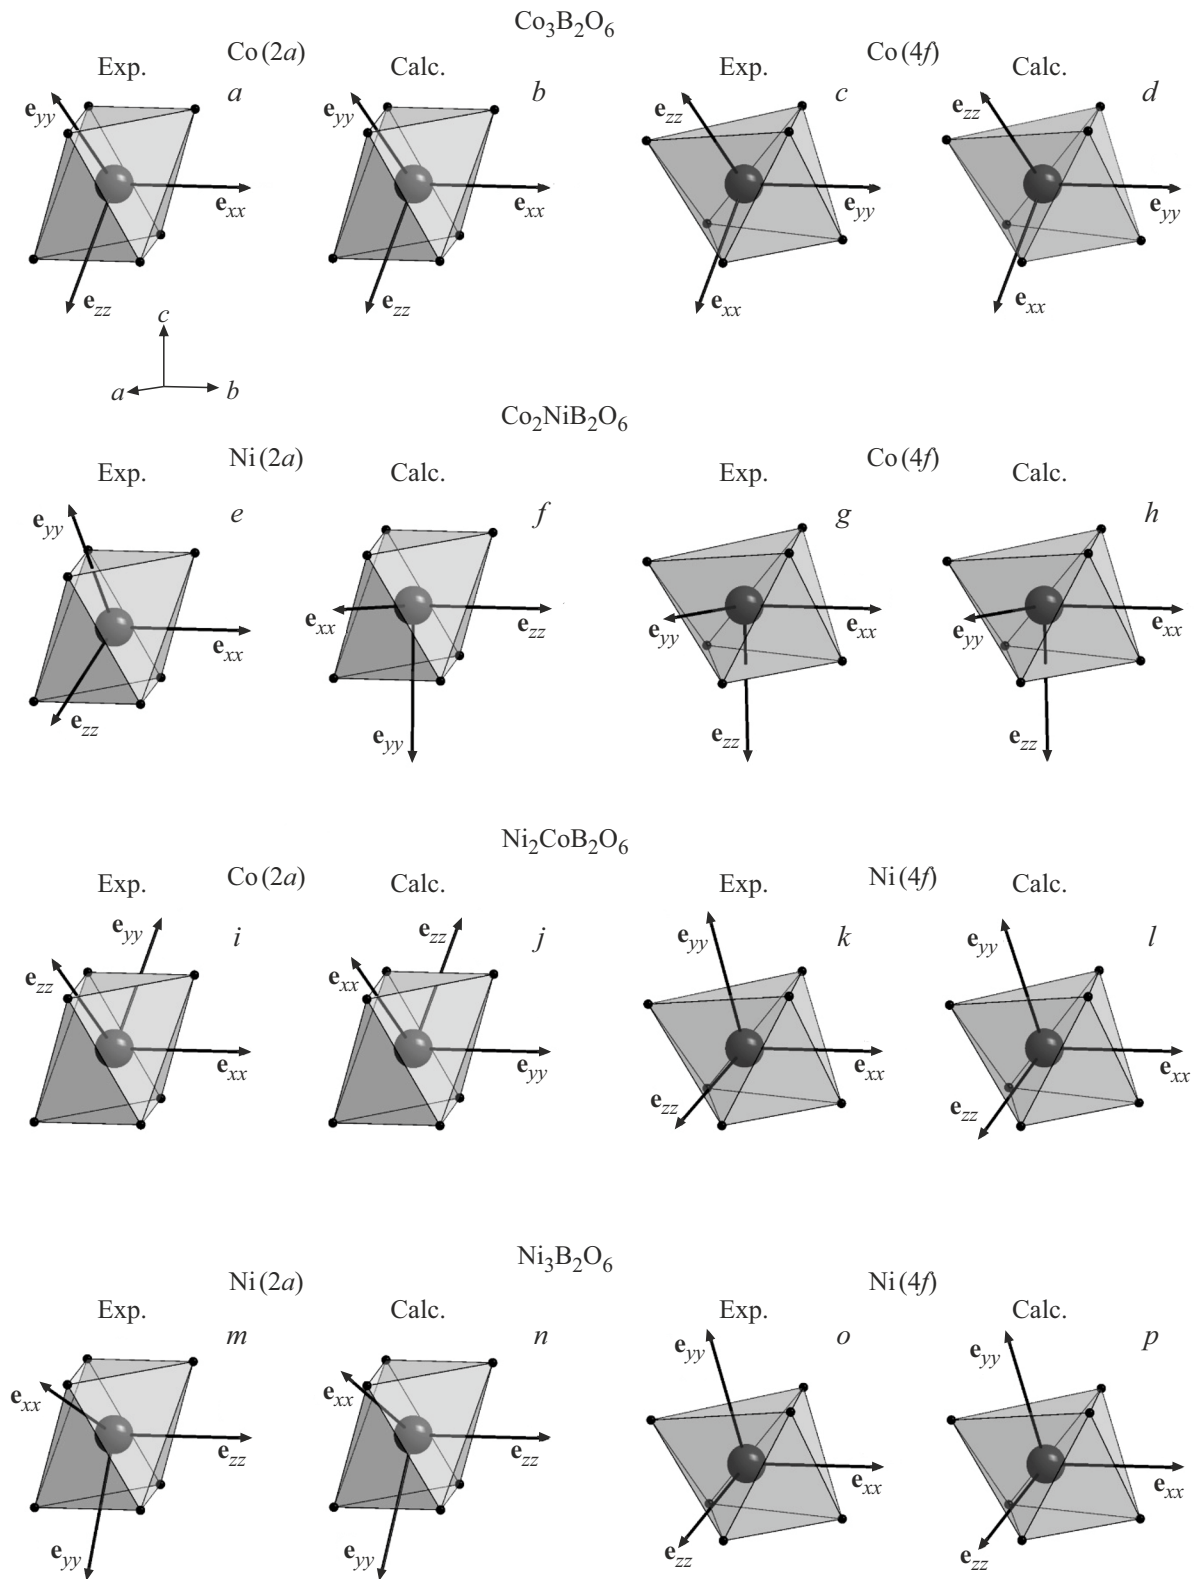 Co3B2O6
Co(2a) Co(4f)
Exp. Calc. Exp. Calc.
a b c d
eyy eyy ezz ezz
exx exx eyy eyy
ezz ezz exx exx
c
a b
Co2NiB2O6
Ni(2a) Co(4f)
Exp. Calc. Exp. Calc.
e f g h
eyy
exx ezz eyy exx eyy exx
exx
ezz eyy ezz ezz
Ni2CoB2O6
Co(2a) Ni(4f)
Exp. Calc. Exp. Calc.
i j k l
eyy ezz eyy eyy
ezz exx
exx eyy exx exx
ezz ezz
Ni3B2O6
Ni(2a) Ni(4f)
Exp. Calc. Exp. Calc.
m n o p
eyy eyy
exx exx
ezz ezz exx exx
eyy eyy ezz ezz